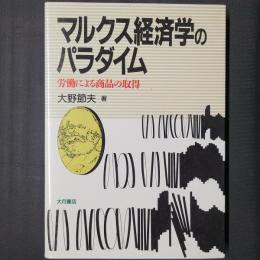 マルクス経済学の
パラダイム
労働による商品の取得
大野節夫 著
大月書店